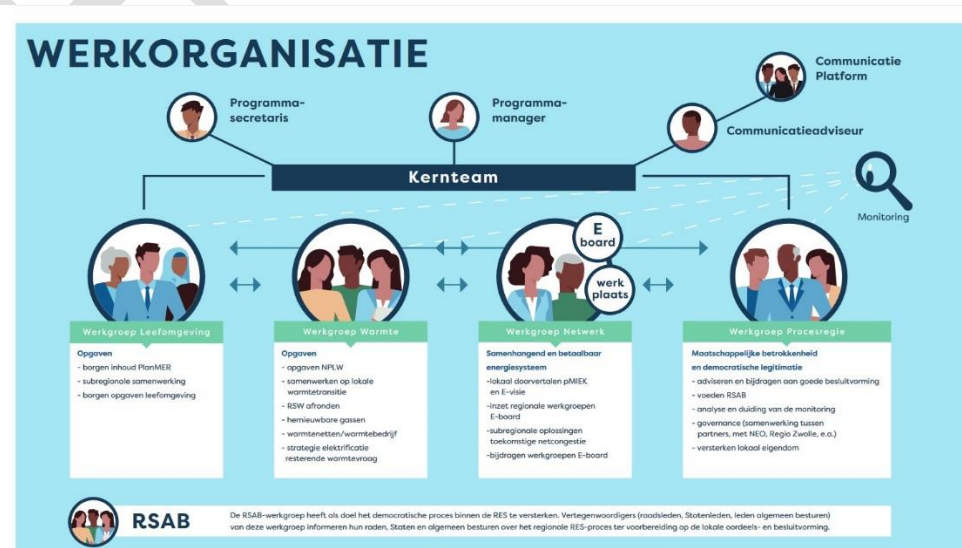 WERKORGANISATIE
Communicatie
Platform
Programma-
secretaris
Programma-
manager
Communicatieadviseur
Kernteam
Monitoring
E
board
werk
plaats
Werkgroep Leefomgeving
Opgaven
- borgen inhoud PlanMER
- subregionale samenwerking
- borgen opgaven leefomgeving
Werkgroep Warmte
Opgaven
- opgaven NPLW
- samenwerken op lokale
warmtetransitie
- RSW afronden
- hernieuwbare gassen
- warmtenetten/warmtebedrijf
- strategie elektrificatie
resterende warmtevraag
Werkgroep Netwerk
Samenhangend en betaalbaar
energiesysteem
-lokaal doorvertalen pMIEK
en E-visie
-inzet regionale werkgroepen
E-board
-subregionale oplossingen
toekomstige netcongestie
-bijdragen werkgroepen E-board
Werkgroep Procesregie
Maatschappelijke betrokkenheid
en democratische legitimatie
- adviseren en bijdragen aan goede besluitvorming
- voeden RSAB
- analyse en duiding van de monitoring
- governance (samenwerking tussen
partners, met NEO, Regio Zwolle, e.a.)
- versterken lokaal eigendom
RSAB
De RSAB-werkgroep heeft als doel het democratische proces binnen de RES te versterken. Vertegenwoordigers (raadsleden, Statenleden, leden algemeen besturen)
van deze werkgroep informeren hun raden, Staten en algemeen besturen over het regionale RES-proces ter voorbereiding op de lokale oordeels- en besluitvorming.